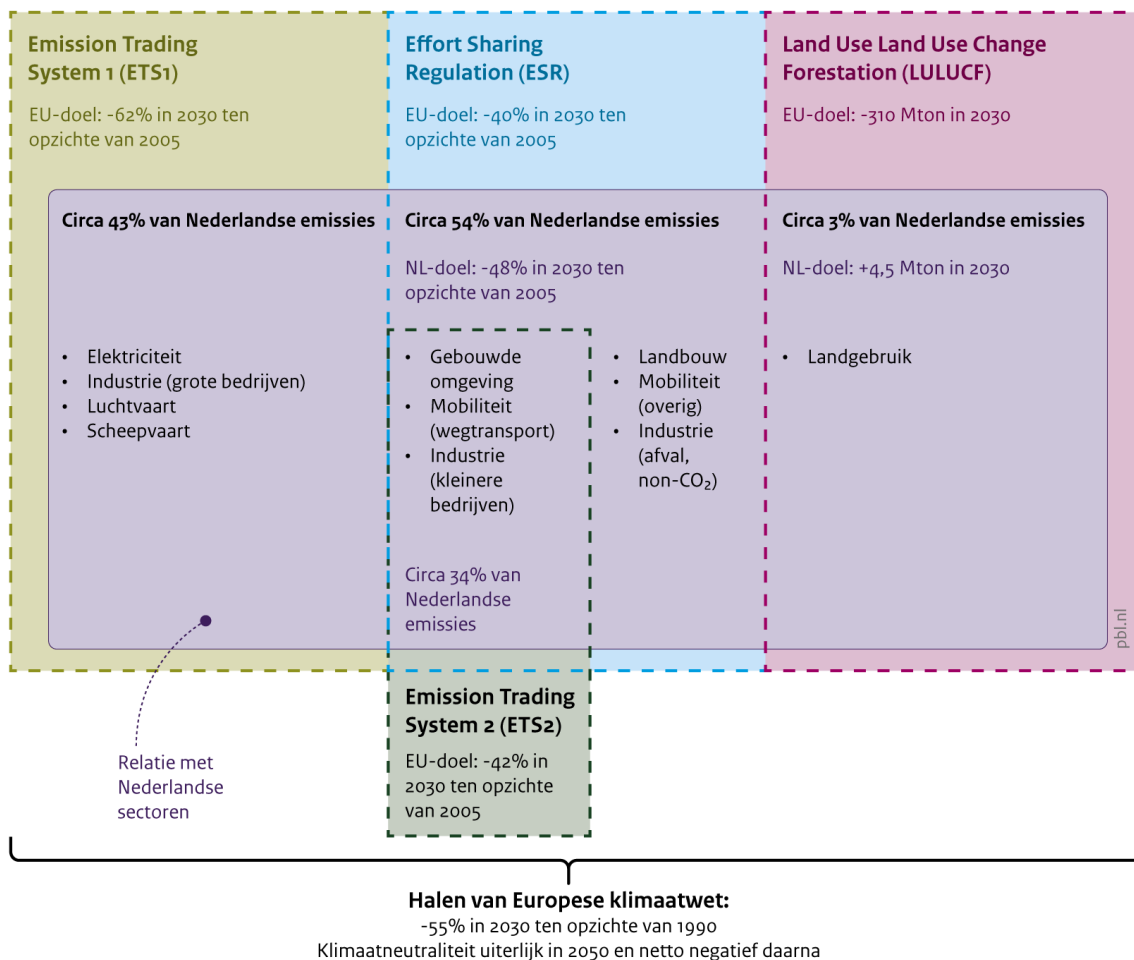 Emission Trading
System 1 (ETS1)
EU-doel: -62% in 2030 ten
opzichte van 2005
Effort Sharing
Regulation (ESR)
EU-doel: -40% in 2030 ten
opzichte van 2005
Land Use Land Use Change
Forestation (LULUCF)
EU-doel: -310 Mton in 2030
Circa 43% van Nederlandse emissies
• Elektriciteit
• Industrie (grote bedrijven)
• Luchtvaart
• Scheepvaart
Circa 54% van Nederlandse emissies
NL-doel: -48% in 2030 ten
opzichte van 2005
• Gebouwde
omgeving
• Mobiliteit
(wegtransport)
• Industrie
(kleinere
bedrijven)
Circa 34% van
Nederlandse
emissies
• Landbouw
• Mobiliteit
(overig)
• Industrie
(afval,
non-CO₂)
Circa 3% van Nederlandse emissies
NL-doel: +4,5 Mton in 2030
• Landgebruik
pbl.nl
Emission Trading
System 2 (ETS2)
EU-doel: -42% in
2030 ten opzichte
van 2005
Relatie met
Nederlandse
sectoren
Halen van Europese klimaatwet:
-55% in 2030 ten opzichte van 1990
Klimaatneutraliteit uiterlijk in 2050 en netto negatief daarna